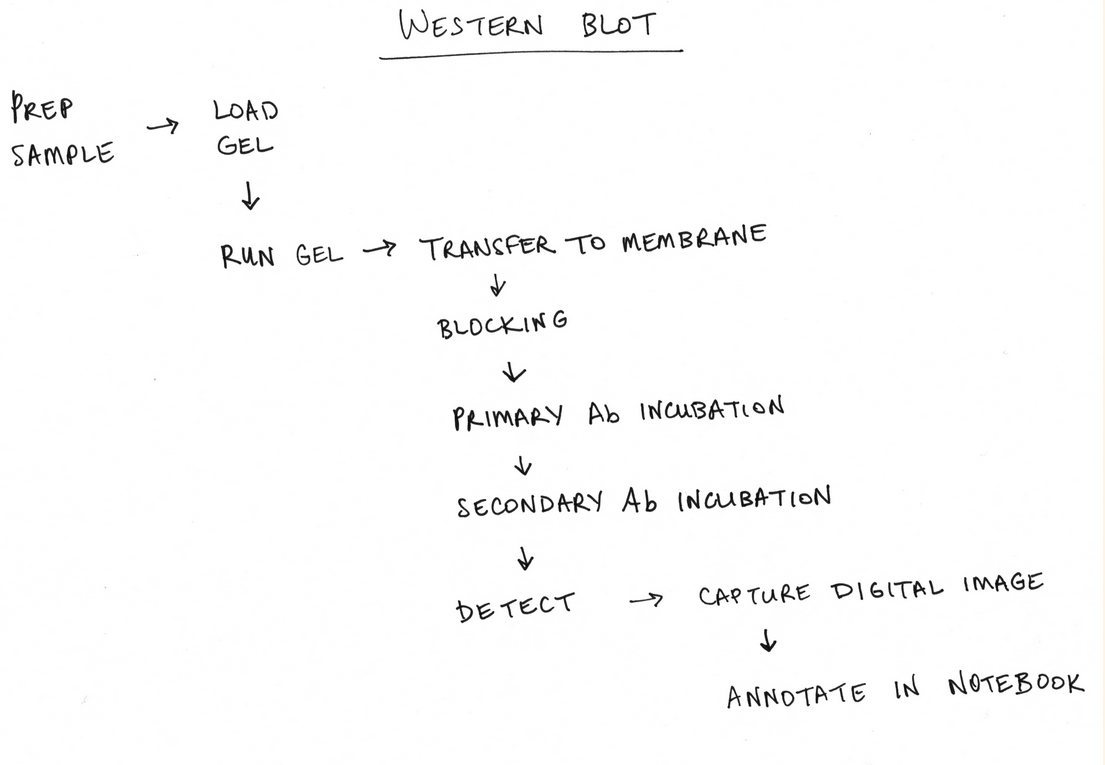 WESTERN BLOT
PREP
SAMPLE
→ LOAD
GEL
↓
RUN GEL → TRANSFER TO MEMBRANE
↓
BLOCKING
↓
PRIMARY Ab INCUBATION
↓
SECONDARY Ab INCUBATION
↓
DETECT → CAPTURE DIGITAL IMAGE
↓
ANNOTATE IN NOTEBOOK